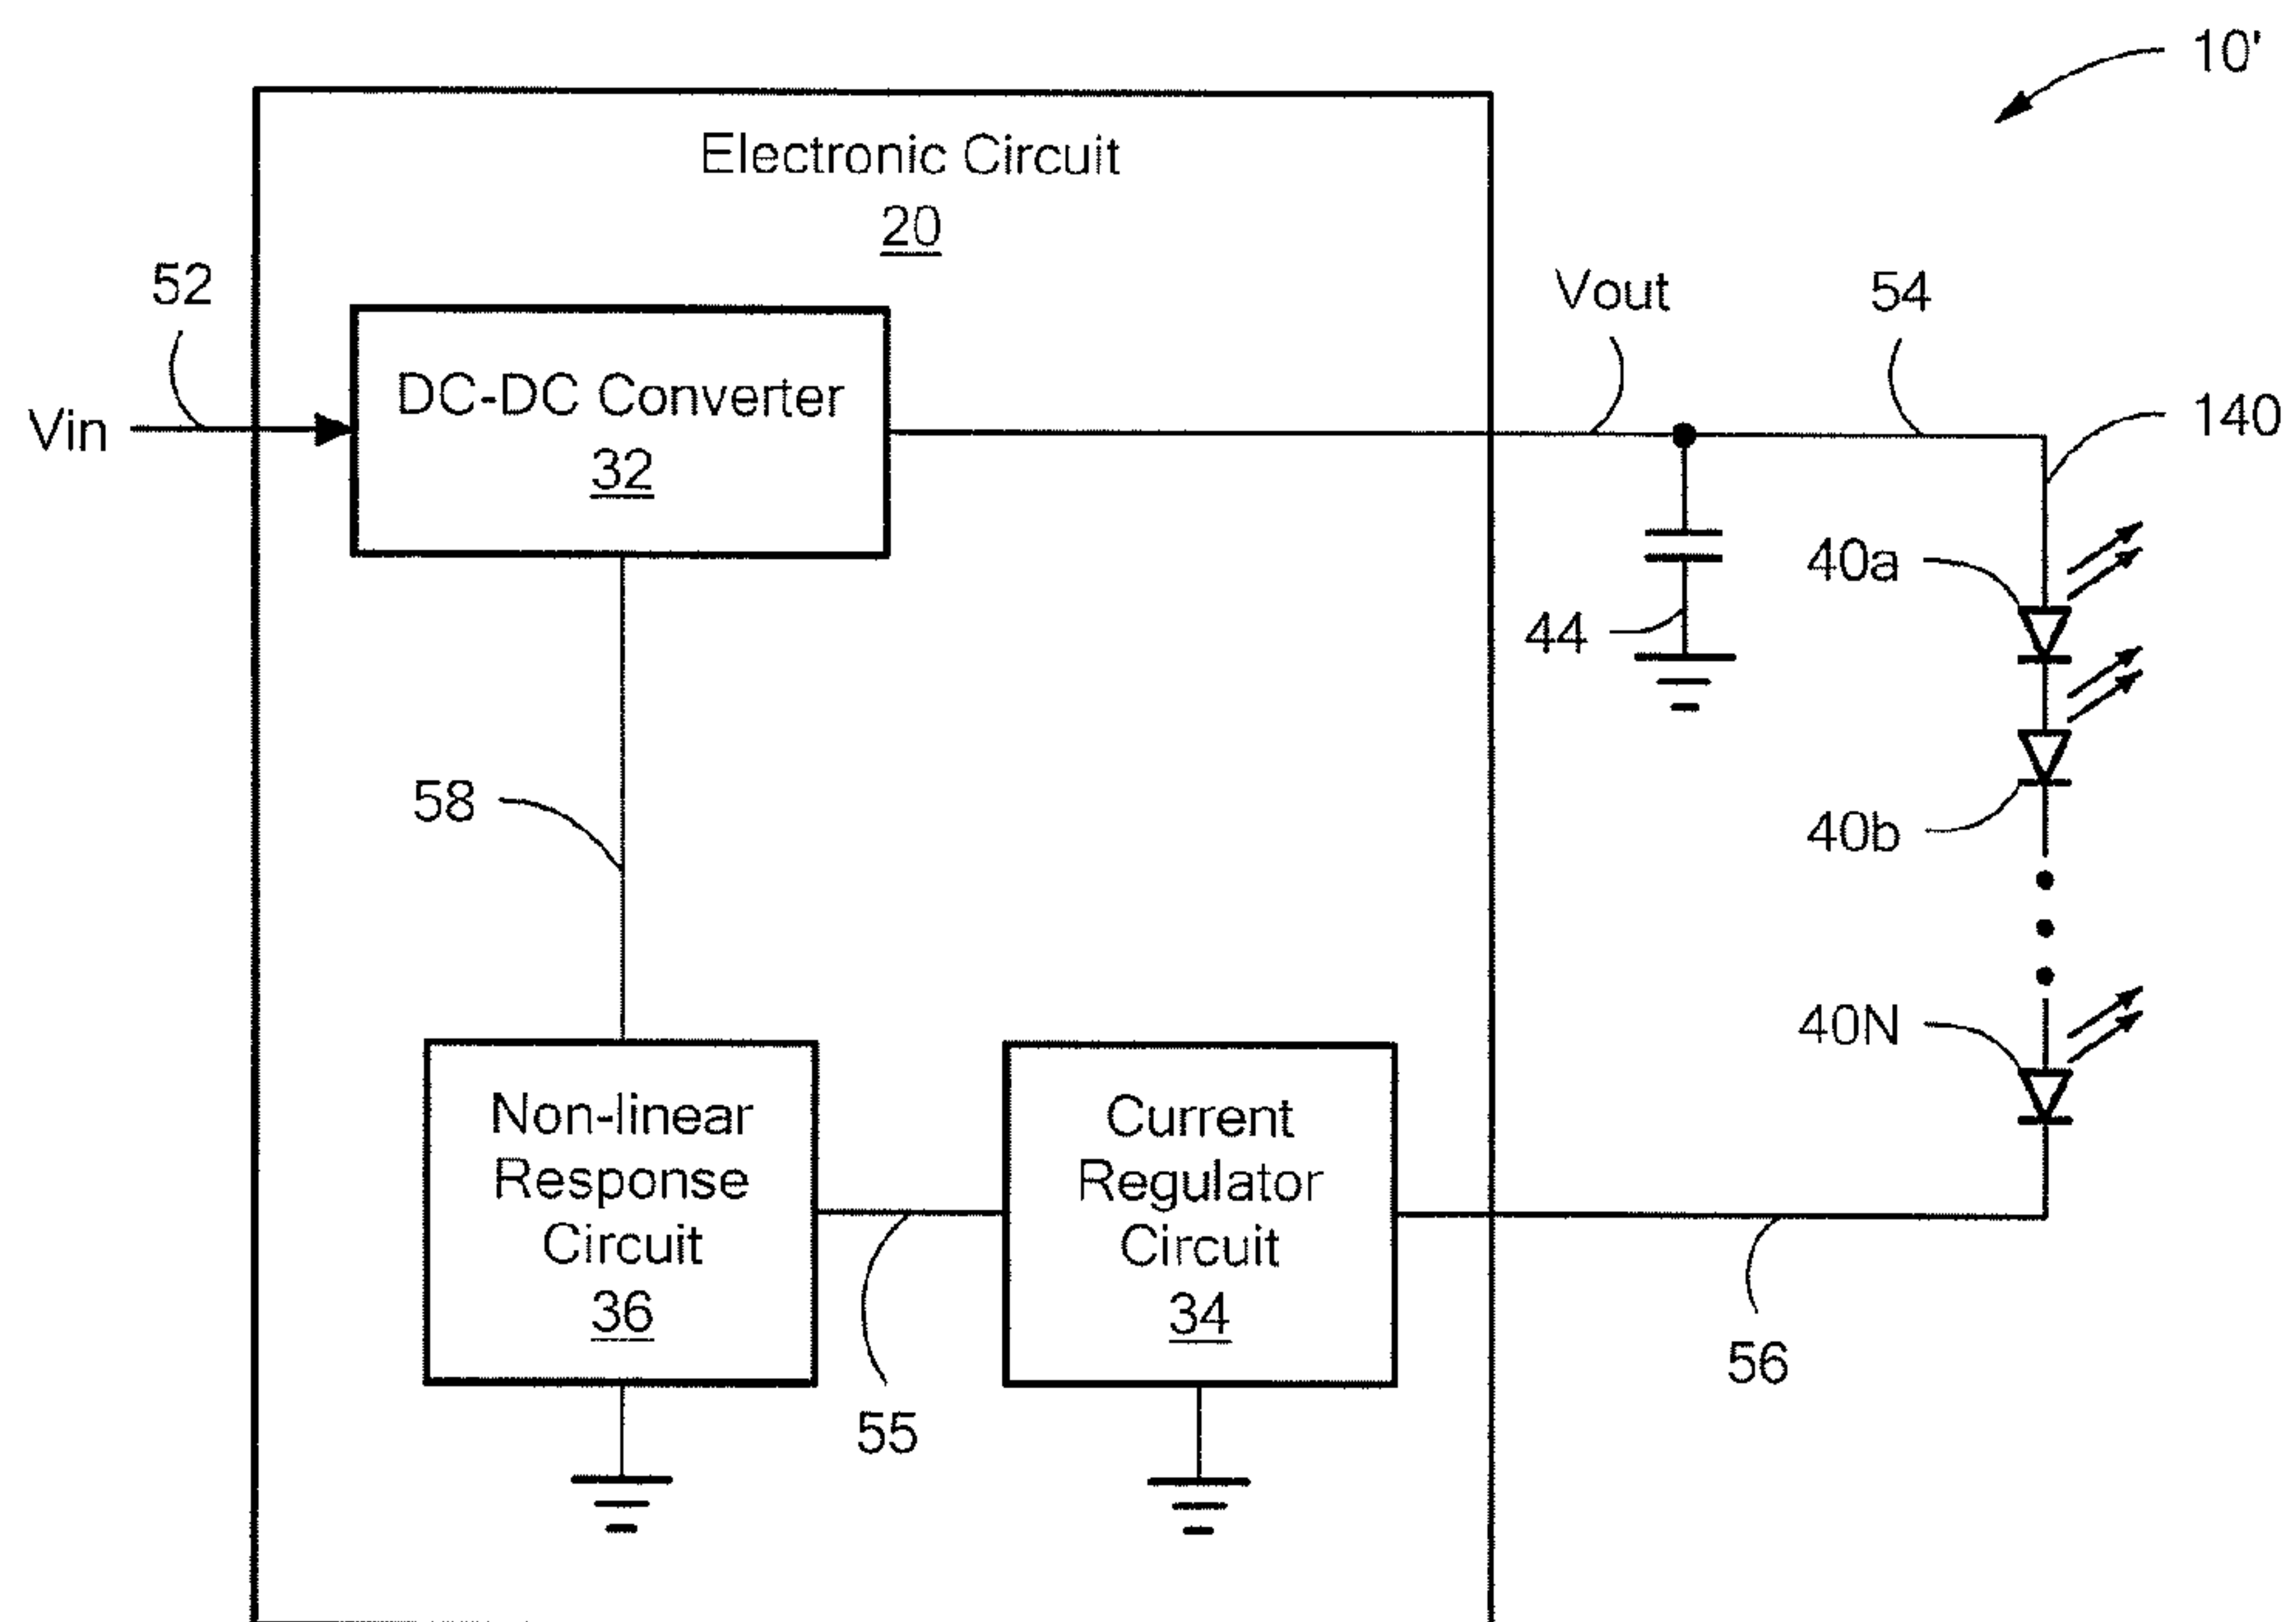 10'
Electronic Circuit
20
52
Vout
54
Vin
DC-DC Converter
32
140
40a
44
58
40b
40N
Non-linear
Response
Circuit
36
Current
Regulator
Circuit
34
55
56